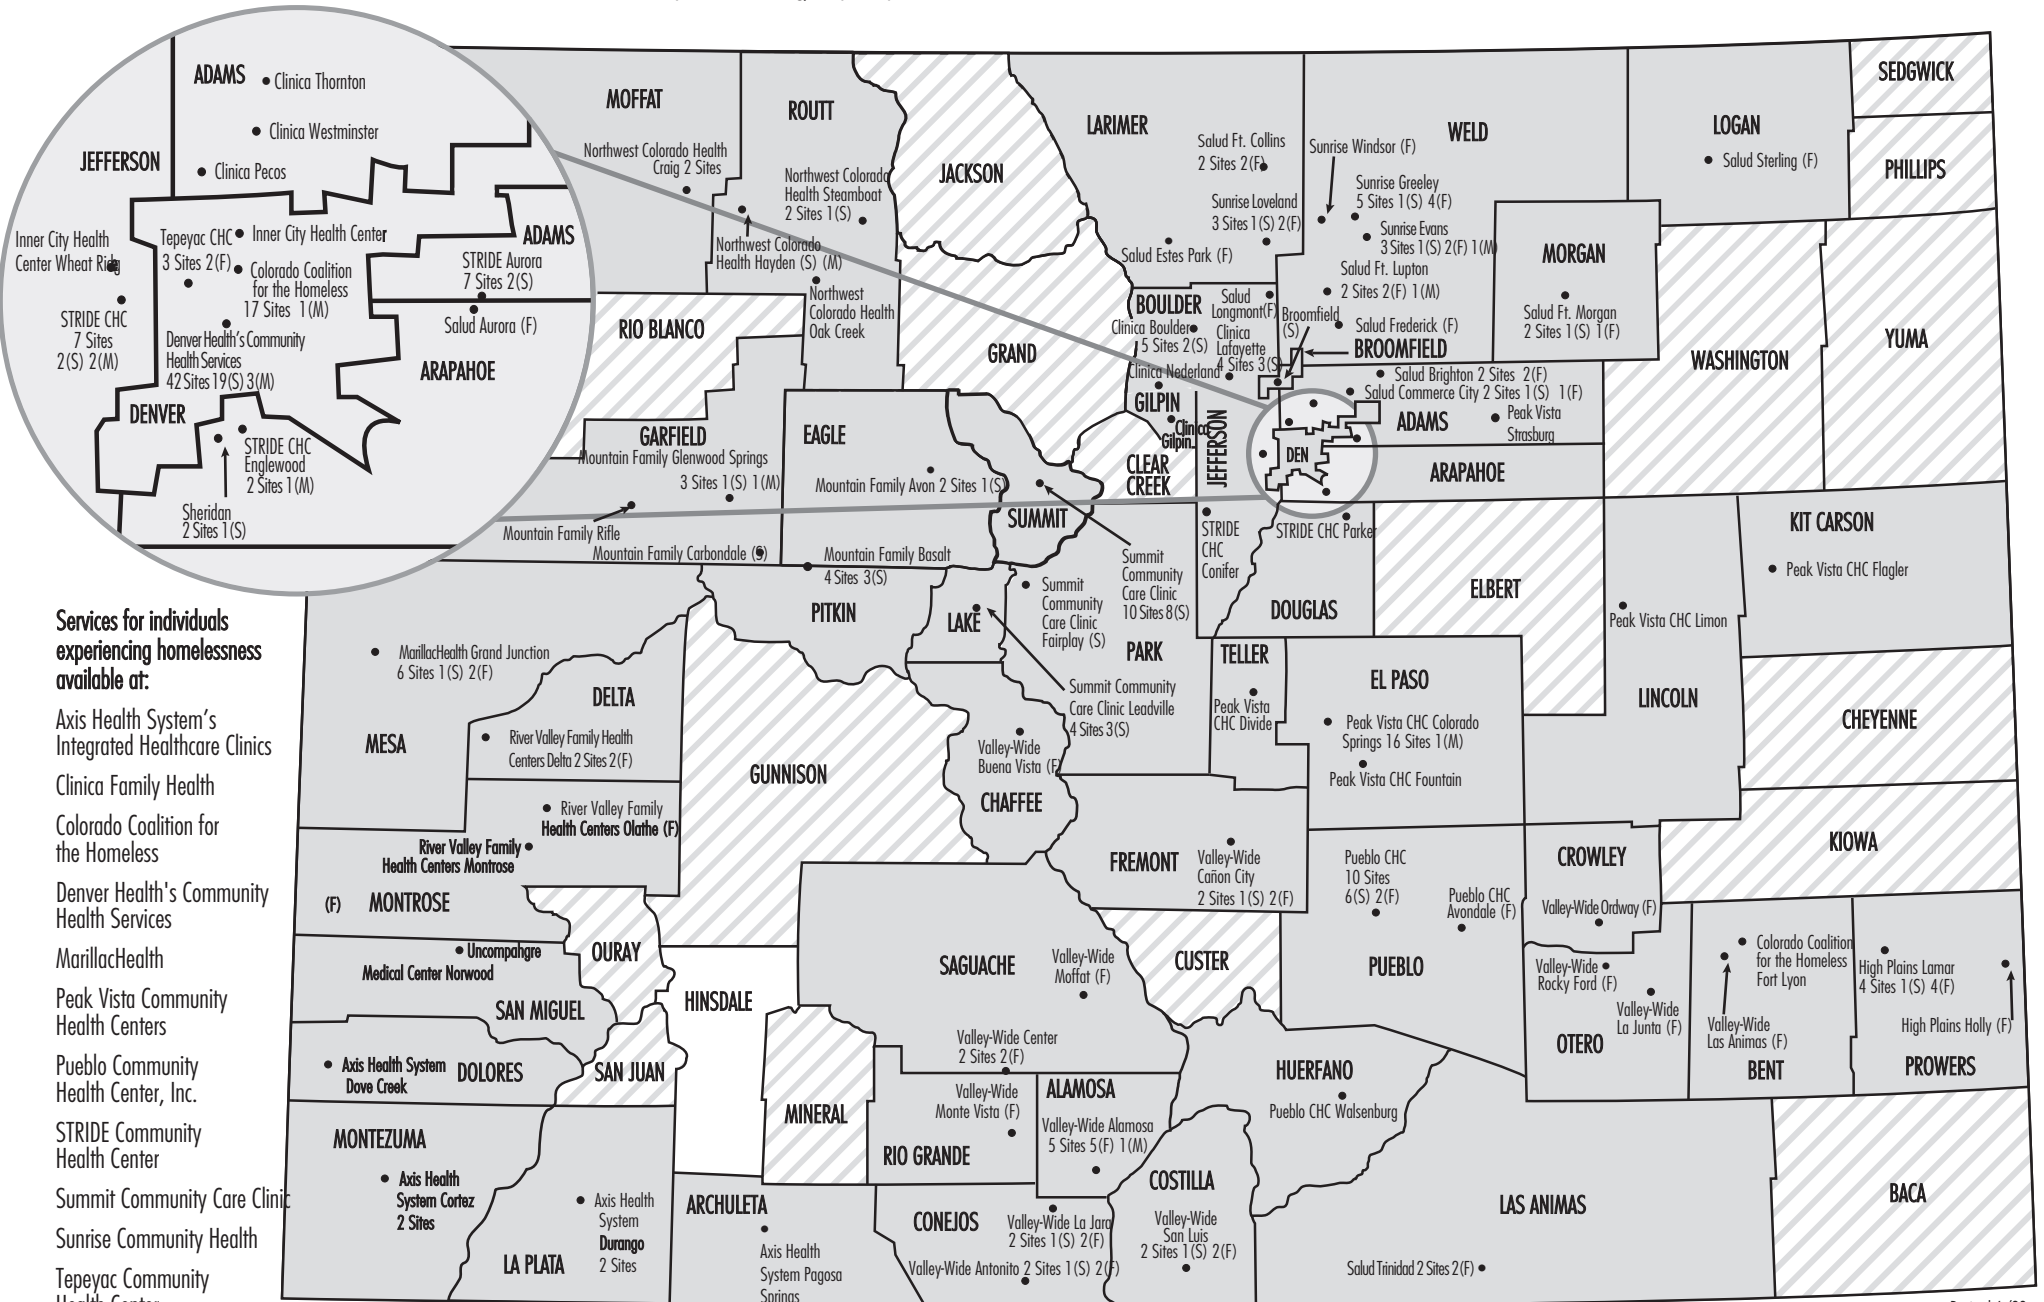 ADAMS
Clinica Thornton
Clinica Westminster
JEFFERSON
Clinica Pecos
Inner City Health
Center Wheat Ridg
Tepeyac CHC
3 Sites 2(F)
Inner City Health Center
Colorado Coalition
for the Homeless
17 Sites 1(M)
ADAMS
STRIDE Aurora
7 Sites 2(S)
Salud Aurora (F)
STRIDE CHC
7 Sites
2(S) 2(M)
Denver Health's Community
Health Services
42 Sites 19(S) 3(M)
ARAPAHOE
DENVER
STRIDE CHC
Englewood
2 Sites 1(M)
Sheridan
2 Sites 1(S)
MOFFAT
Northwest Colorado Health
Craig 2 Sites
ROUTT
Northwest Colorado
Health Steamboat
2 Sites 1(S)
Northwest Colorado
Health Hayden (S) (M)
Northwest
Colorado Health
Oak Creek
JACKSON
LARIMER
Salud Ft. Collins
2 Sites 2(F)
Sunrise Loveland
3 Sites 1(S) 2(F)
Salud Estes Park (F)
WELD
Sunrise Windsor (F)
Sunrise Greeley
5 Sites 1(S) 4(F)
Sunrise Evans
3 Sites 1(S) 2(F) 1(M)
Salud Ft. Lupton
2 Sites 2(F) 1(M)
Salud Frederick (F)
LOGAN
Salud Sterling (F)
SEDGWICK
PHILLIPS
MORGAN
Salud Ft. Morgan
2 Sites 1(S) 1(F)
WASHINGTON
YUMA
RIO BLANCO
GRAND
BOULDER
Salud
Longmont(F)
Clinica Boulder
5 Sites 2(S)
Clinica
Lafayette
4 Sites 3(S)
Clinica Nederland
Broomfield
(S)
BROOMFIELD
GILPIN
Clinica
Gilpin
JEFFERSON
CLEAR
CREEK
Salud Brighton 2 Sites 2(F)
Salud Commerce City 2 Sites 1(S) 1(F)
ADAMS
Peak Vista
Strasburg
DEN
ARAPAHOE
GARFIELD
Mountain Family Glenwood Springs
3 Sites 1(S) 1(M)
Mountain Family Rifle
Mountain Family Carbondale (S)
EAGLE
Mountain Family Avon 2 Sites 1(S)
Mountain Family Basalt
4 Sites 3(S)
SUMMIT
Summit
Community
Care Clinic
10 Sites 8(S)
STRIDE
CHC
Conifer
STRIDE CHC Parker
DOUGLAS
ELBERT
KIT CARSON
Peak Vista CHC Flagler
Peak Vista CHC Limon
LINCOLN
CHEYENNE
KIOWA
PITKIN
LAKE
Summit
Community
Care Clinic
Fairplay (S)
PARK
Summit Community
Care Clinic Leadville
4 Sites 3(S)
TELLER
Peak Vista
CHC Divide
EL PASO
Peak Vista CHC Colorado
Springs 16 Sites 1(M)
Peak Vista CHC Fountain
MarillacHealth Grand Junction
6 Sites 1(S) 2(F)
MESA
DELTA
River Valley Family Health
Centers Delta 2 Sites 2(F)
GUNNISON
Valley-Wide
Buena Vista (F)
CHAFFEE
River Valley Family
Health Centers Olathe (F)
River Valley Family
Health Centers Montrose
(F)
MONTROSE
FREMONT
Valley-Wide
Cañon City
2 Sites 1(S) 2(F)
Pueblo CHC
10 Sites
6(S) 2(F)
Pueblo CHC
Avondale (F)
PUEBLO
CROWLEY
Valley-Wide Ordway (F)
Valley-Wide
Rocky Ford (F)
Valley-Wide
La Junta (F)
OTERO
Colorado Coalition
for the Homeless
Fort Lyon
Valley-Wide
Las Animas (F)
BENT
High Plains Lamar
4 Sites 1(S) 4(F)
High Plains Holly (F)
PROWERS
Uncompahgre
Medical Center Norwood
SAN MIGUEL
OURAY
HINSDALE
SAGUACHE
Valley-Wide
Moffat (F)
Valley-Wide Center
2 Sites 2(F)
CUSTER
Axis Health System
Dove Creek
DOLORES
SAN JUAN
MINERAL
Valley-Wide
Monte Vista (F)
RIO GRANDE
ALAMOSA
Valley-Wide Alamosa
5 Sites 5(F) 1(M)
HUERFANO
Pueblo CHC Walsenburg
MONTEZUMA
Axis Health
System Cortez
2 Sites
LA PLATA
Axis Health
System
Durango
2 Sites
ARCHULETA
Axis Health
System Pagosa
Springs
CONEJOS
Valley-Wide La Jara
2 Sites 1(S) 2(F)
Valley-Wide Antonito 2 Sites 1(S) 2(F)
COSTILLA
Valley-Wide
San Luis
2 Sites 1(S) 2(F)
LAS ANIMAS
Salud Trinidad 2 Sites 2(F)
BACA
Services for individuals
experiencing homelessness
available at:
Axis Health System's
Integrated Healthcare Clinics
Clinica Family Health
Colorado Coalition for
the Homeless
Denver Health's Community
Health Services
MarillacHealth
Peak Vista Community
Health Centers
Pueblo Community
Health Center, Inc.
STRIDE Community
Health Center
Summit Community Care Clinic
Sunrise Community Health
Tepeyac Community
Health Center